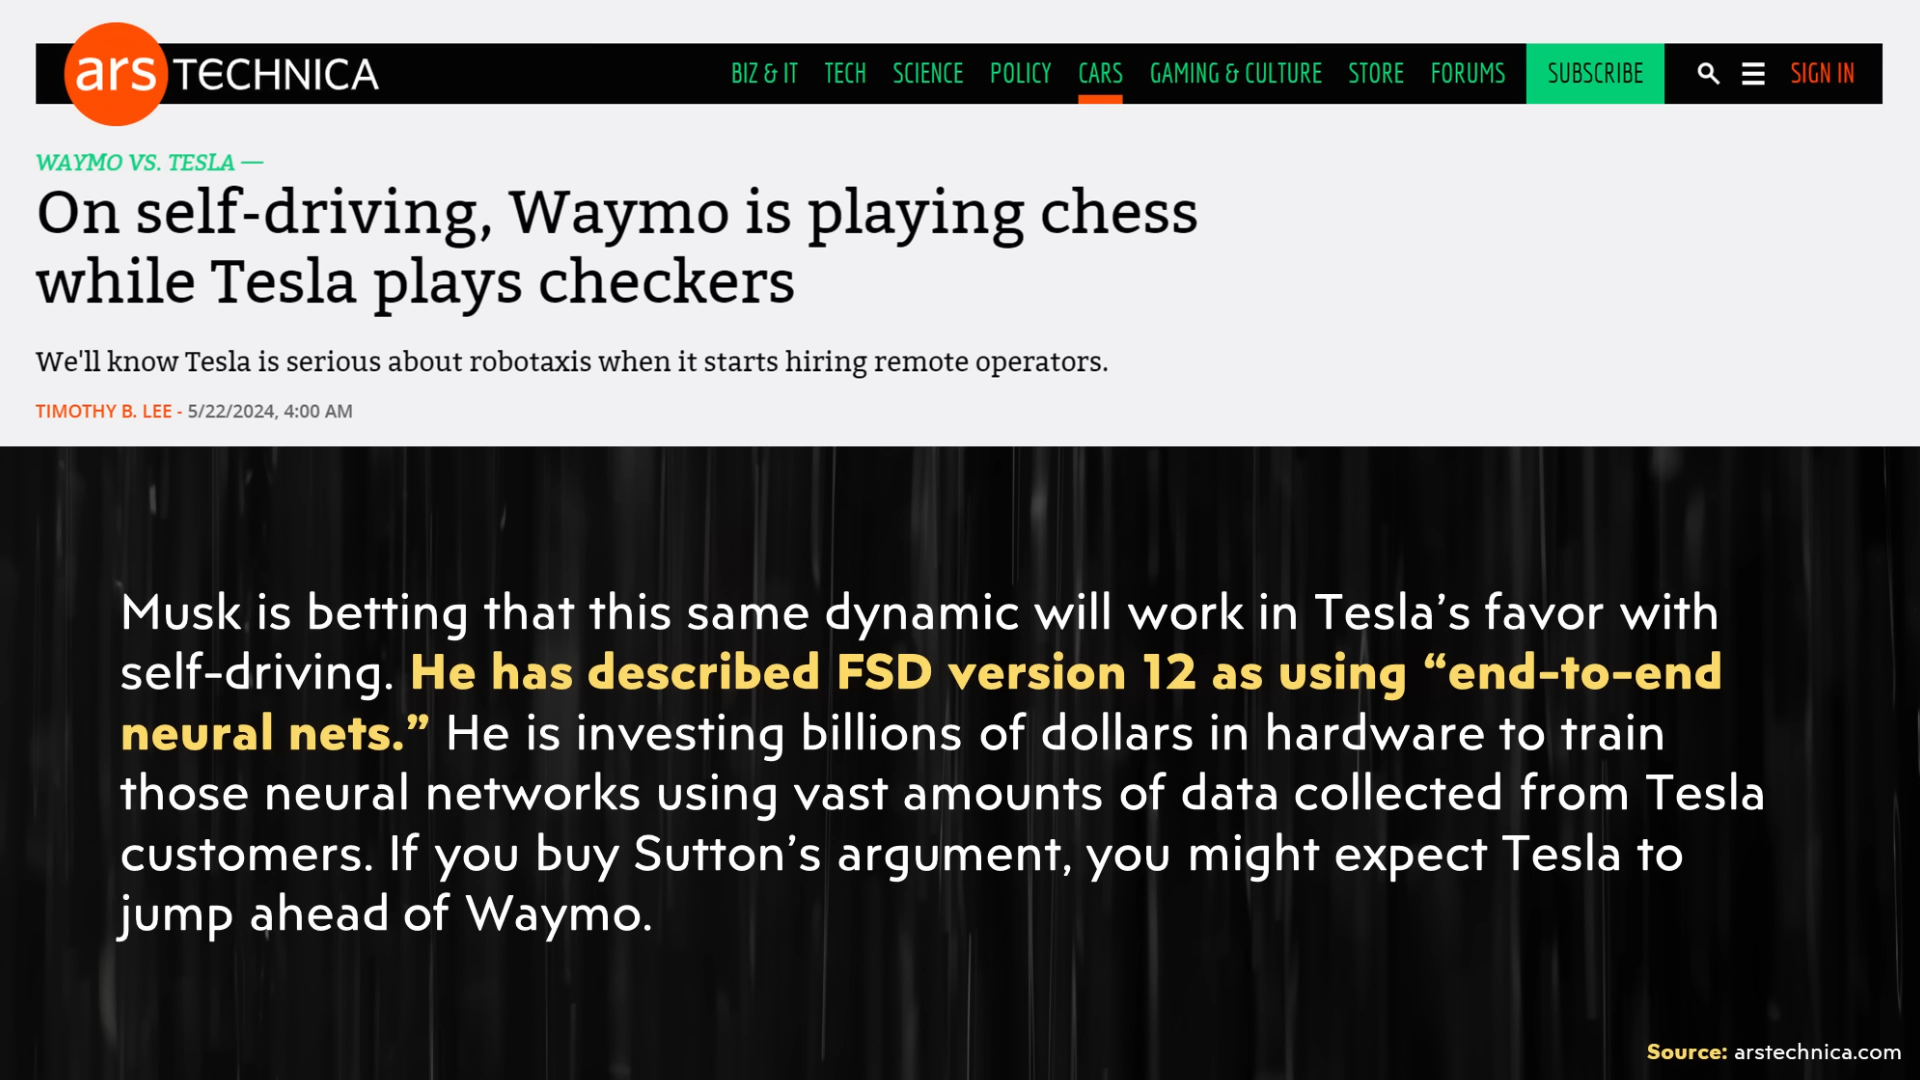 ars TECHNICA
BIZ & IT TECH SCIENCE POLICY CARS GAMING & CULTURE STORE FORUMS SUBSCRIBE SIGN IN
WAYMO VS. TESLA —
On self-driving, Waymo is playing chess
while Tesla plays checkers
We'll know Tesla is serious about robotaxis when it starts hiring remote operators.
TIMOTHY B. LEE - 5/22/2024, 4:00 AM
Musk is betting that this same dynamic will work in Tesla’s favor with
self-driving. He has described FSD version 12 as using “end-to-end
neural nets.” He is investing billions of dollars in hardware to train
those neural networks using vast amounts of data collected from Tesla
customers. If you buy Sutton’s argument, you might expect Tesla to
jump ahead of Waymo.
Source: arstechnica.com